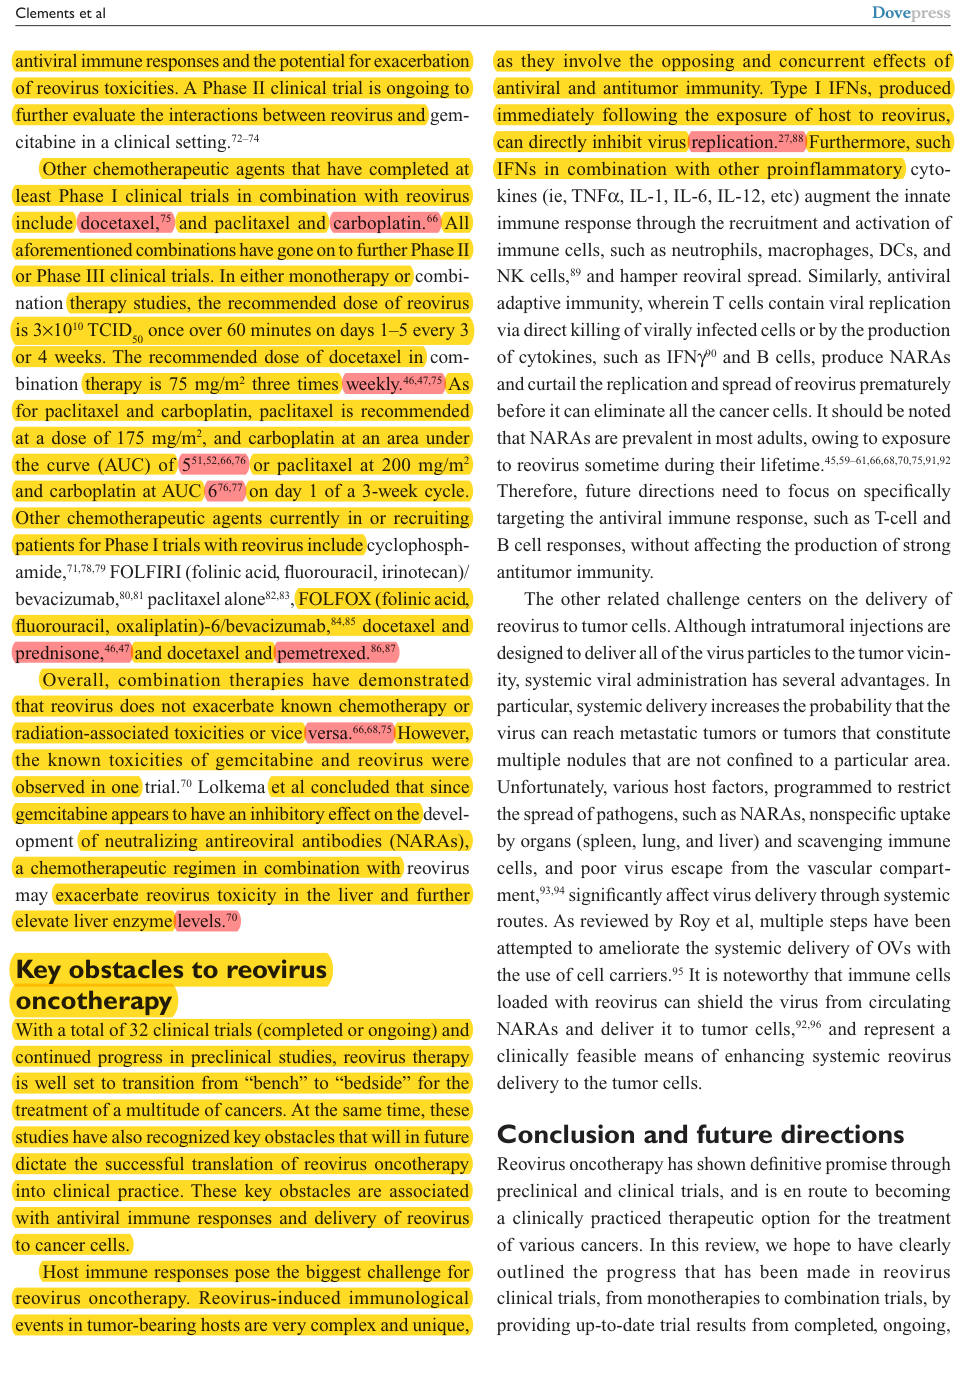 Clements et al
Dovepress
antiviral immune responses and the potential for exacerbation
of reovirus toxicities. A Phase II clinical trial is ongoing to
further evaluate the interactions between reovirus and gem-
citabine in a clinical setting.72–74
Other chemotherapeutic agents that have completed at
least Phase I clinical trials in combination with reovirus
include docetaxel,75 and paclitaxel and carboplatin.66 All
aforementioned combinations have gone on to further Phase II
or Phase III clinical trials. In either monotherapy or combi-
nation therapy studies, the recommended dose of reovirus
is 3×10¹⁰ TCID50 once over 60 minutes on days 1–5 every 3
or 4 weeks. The recommended dose of docetaxel in com-
bination therapy is 75 mg/m² three times weekly.46,47,75 As
for paclitaxel and carboplatin, paclitaxel is recommended
at a dose of 175 mg/m², and carboplatin at an area under
the curve (AUC) of 551,52,66,76 or paclitaxel at 200 mg/m²
and carboplatin at AUC 676,77 on day 1 of a 3-week cycle.
Other chemotherapeutic agents currently in or recruiting
patients for Phase I trials with reovirus include cyclophosph-
amide,71,78,79 FOLFIRI (folinic acid, fluorouracil, irinotecan)/
bevacizumab,80,81 paclitaxel alone82,83, FOLFOX (folinic acid,
fluorouracil, oxaliplatin)-6/bevacizumab,84,85 docetaxel and
prednisone,46,47 and docetaxel and pemetrexed.86,87
Overall, combination therapies have demonstrated
that reovirus does not exacerbate known chemotherapy or
radiation-associated toxicities or vice versa.66,68,75 However,
the known toxicities of gemcitabine and reovirus were
observed in one trial.70 Lolkema et al concluded that since
gemcitabine appears to have an inhibitory effect on the devel-
opment of neutralizing antireoviral antibodies (NARAs),
a chemotherapeutic regimen in combination with reovirus
may exacerbate reovirus toxicity in the liver and further
elevate liver enzyme levels.70
Key obstacles to reovirus
oncotherapy
With a total of 32 clinical trials (completed or ongoing) and
continued progress in preclinical studies, reovirus therapy
is well set to transition from “bench” to “bedside” for the
treatment of a multitude of cancers. At the same time, these
studies have also recognized key obstacles that will in future
dictate the successful translation of reovirus oncotherapy
into clinical practice. These key obstacles are associated
with antiviral immune responses and delivery of reovirus
to cancer cells.
Host immune responses pose the biggest challenge for
reovirus oncotherapy. Reovirus-induced immunological
events in tumor-bearing hosts are very complex and unique,
as they involve the opposing and concurrent effects of
antiviral and antitumor immunity. Type I IFNs, produced
immediately following the exposure of host to reovirus,
can directly inhibit virus replication.27,88 Furthermore, such
IFNs in combination with other proinflammatory cyto-
kines (ie, TNFα, IL-1, IL-6, IL-12, etc) augment the innate
immune response through the recruitment and activation of
immune cells, such as neutrophils, macrophages, DCs, and
NK cells,89 and hamper reoviral spread. Similarly, antiviral
adaptive immunity, wherein T cells contain viral replication
via direct killing of virally infected cells or by the production
of cytokines, such as IFNγ90 and B cells, produce NARAs
and curtail the replication and spread of reovirus prematurely
before it can eliminate all the cancer cells. It should be noted
that NARAs are prevalent in most adults, owing to exposure
to reovirus sometime during their lifetime.45,59–61,66,68,70,75,91,92
Therefore, future directions need to focus on specifically
targeting the antiviral immune response, such as T-cell and
B cell responses, without affecting the production of strong
antitumor immunity.
The other related challenge centers on the delivery of
reovirus to tumor cells. Although intratumoral injections are
designed to deliver all of the virus particles to the tumor vicin-
ity, systemic viral administration has several advantages. In
particular, systemic delivery increases the probability that the
virus can reach metastatic tumors or tumors that constitute
multiple nodules that are not confined to a particular area.
Unfortunately, various host factors, programmed to restrict
the spread of pathogens, such as NARAs, nonspecific uptake
by organs (spleen, lung, and liver) and scavenging immune
cells, and poor virus escape from the vascular compart-
ment,93,94 significantly affect virus delivery through systemic
routes. As reviewed by Roy et al, multiple steps have been
attempted to ameliorate the systemic delivery of OVs with
the use of cell carriers.95 It is noteworthy that immune cells
loaded with reovirus can shield the virus from circulating
NARAs and deliver it to tumor cells,92,96 and represent a
clinically feasible means of enhancing systemic reovirus
delivery to the tumor cells.
Conclusion and future directions
Reovirus oncotherapy has shown definitive promise through
preclinical and clinical trials, and is en route to becoming
a clinically practiced therapeutic option for the treatment
of various cancers. In this review, we hope to have clearly
outlined the progress that has been made in reovirus
clinical trials, from monotherapies to combination trials, by
providing up-to-date trial results from completed, ongoing,